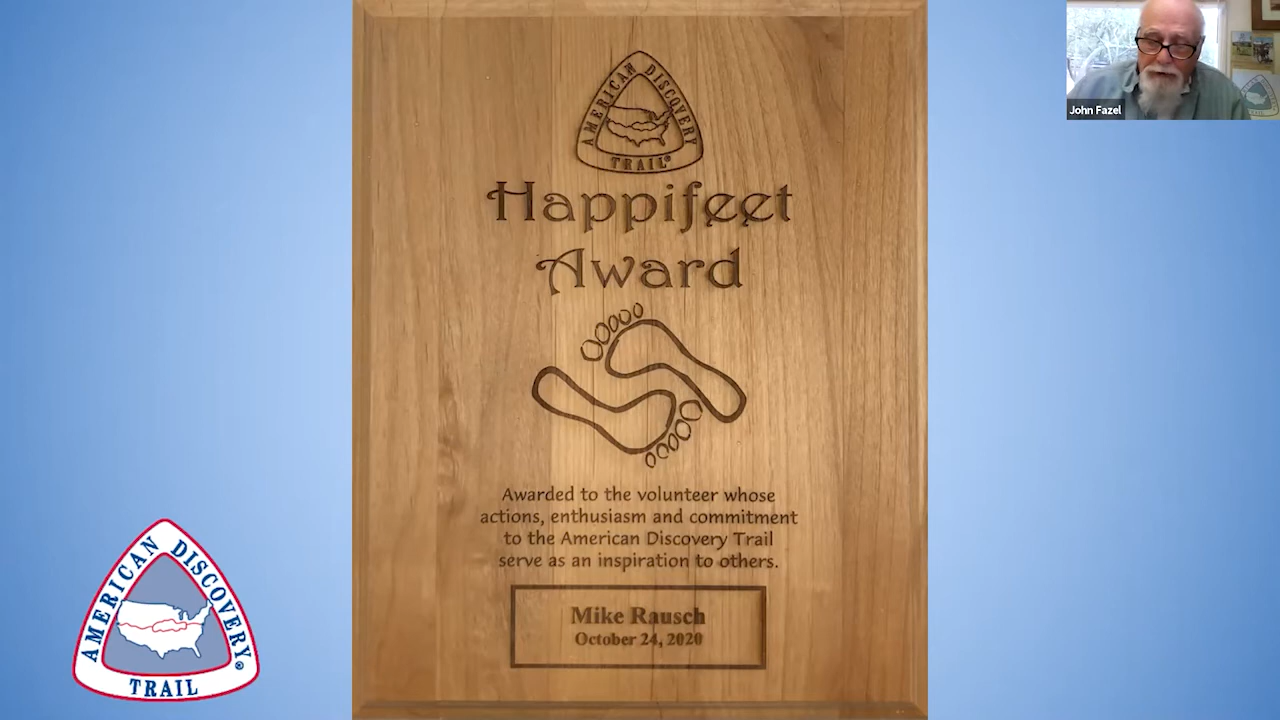 AMERICAN DISCOVERY
TRAIL®
Happifeet
Award
Awarded to the volunteer whose
actions, enthusiasm and commitment
to the American Discovery Trail
serve as an inspiration to others.
Mike Rausch
October 24, 2020
AMERICAN DISCOVERY®
TRAIL
John Fazel